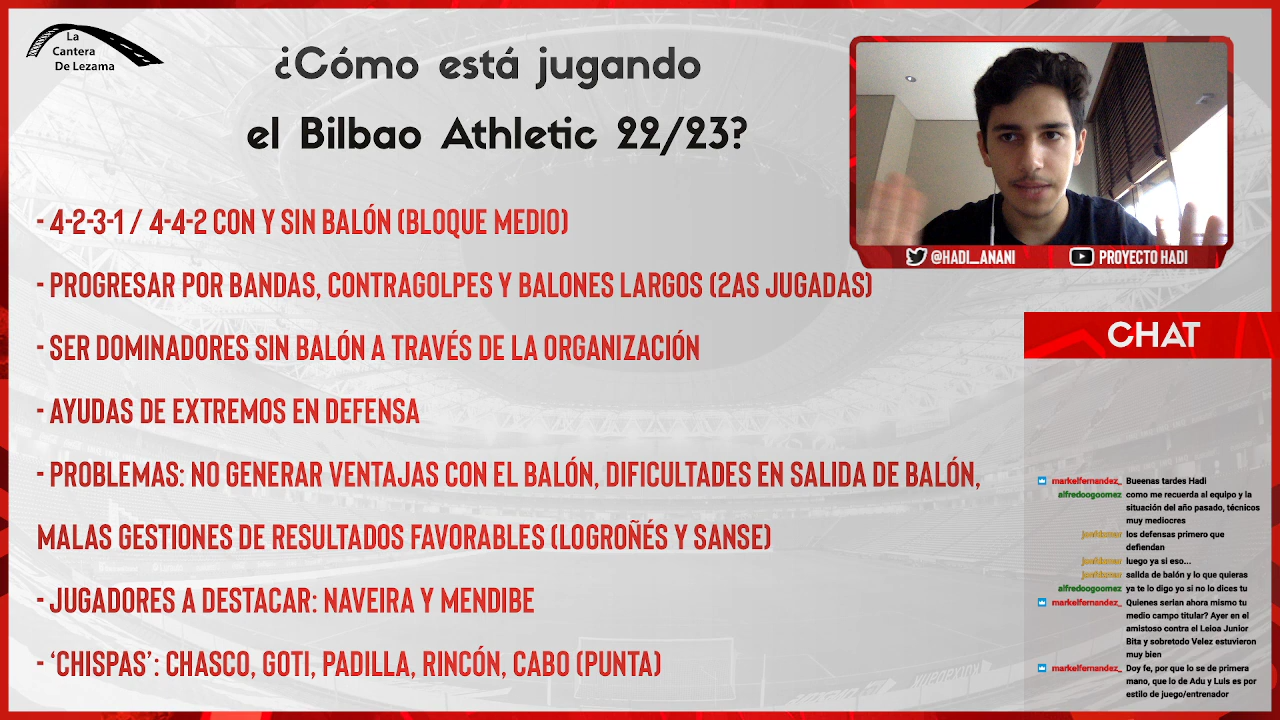 La
Cantera
De Lezama
¿Cómo está jugando
el Bilbao Athletic 22/23?
- 4-2-3-1 / 4-4-2 CON Y SIN BALÓN (BLOQUE MEDIO)
- PROGRESAR POR BANDAS, CONTRAGOLPES Y BALONES LARGOS (2AS JUGADAS)
- SER DOMINADORES SIN BALÓN A TRAVÉS DE LA ORGANIZACIÓN
- AYUDAS DE EXTREMOS EN DEFENSA
- PROBLEMAS: NO GENERAR VENTAJAS CON EL BALÓN, DIFICULTADES EN SALIDA DE BALÓN,
MALAS GESTIONES DE RESULTADOS FAVORABLES (LOGROÑÉS Y SANSE)
- JUGADORES A DESTACAR: NAVEIRA Y MENDIBE
- ‘CHISPAS’: CHASCO, GOTI, PADILLA, RINCÓN, CABO (PUNTA)
@HADI_ANANI
PROYECTO HADI
CHAT
markelfernandez_ Bueenas tardes Hadi
alfredoogoomez como me recuerda al equipo y la
situación del año pasado, técnicos
muy mediocres
los defensas primero que
defiendan
luego ya si eso...
salida de balón y lo que quieras
alfredoogoomez ya te lo digo yo si no lo dices tu
markelfernandez_ Quienes serian ahora mismo tu
medio campo titular? Ayer en el
amistoso contra el Leioa Junior
Bita y sobretodo Velez estuvieron
muy bien
markelfernandez_ Doy fe, por que lo se de primera
mano, que lo de Adu y Luis es por
estilo de juego/entrenador